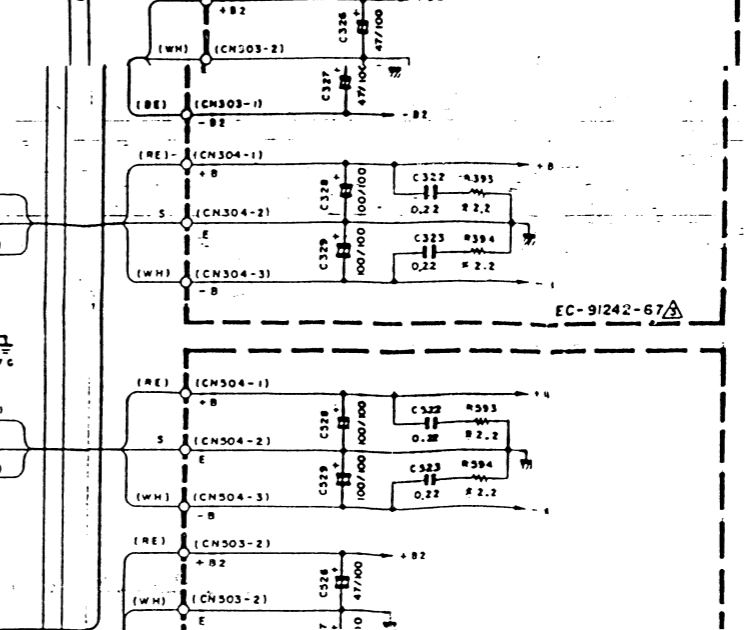 +B2
C326
47/100
(WH)
(CN303-2)
C327
47/100
(BE)
(CN303-1)
-B2
-B2
(RE)
(CN304-1)
+B
+B
C322
R393
0.22
2.2
C328
100/100
S
(CN304-2)
E
C329
100/100
C323
R394
0.22
2.2
(WH)
(CN304-3)
-B
EC-91242-67
(RE)
(CN504-1)
+B
C522
R593
0.22
2.2
C528
100/100
S
(CN504-2)
E
C529
100/100
C523
R594
0.22
2.2
(WH)
(CN504-3)
-B
(RE)
(CN503-2)
+B2
+B2
C526
47/100
(WH)
(CN503-2)
E